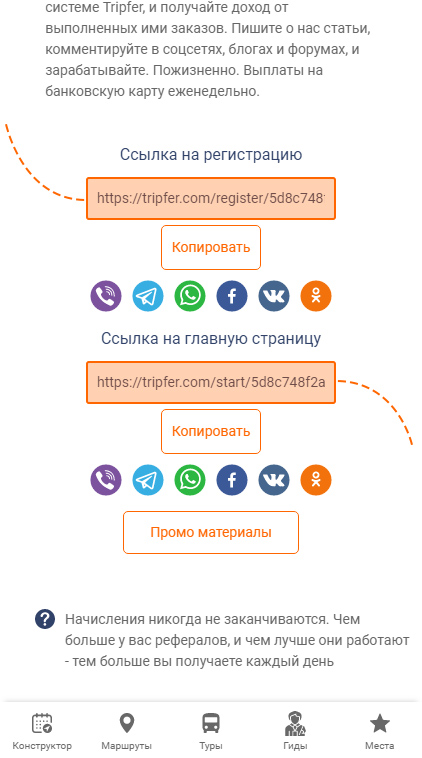 системе Tripfer, и получайте доход от
выполненных ими заказов. Пишите о нас статьи,
комментируйте в соцсетях, блогах и форумах, и
зарабатывайте. Пожизненно. Выплаты на
банковскую карту еженедельно.
Ссылка на регистрацию
https://tripfer.com/register/5d8c748f
Копировать
Ссылка на главную страницу
https://tripfer.com/start/5d8c748f2a
Копировать
Промо материалы
Начисления никогда не заканчиваются. Чем
больше у вас рефералов, и чем лучше они работают
- тем больше вы получаете каждый день
Конструктор Маршруты Туры Гиды Места